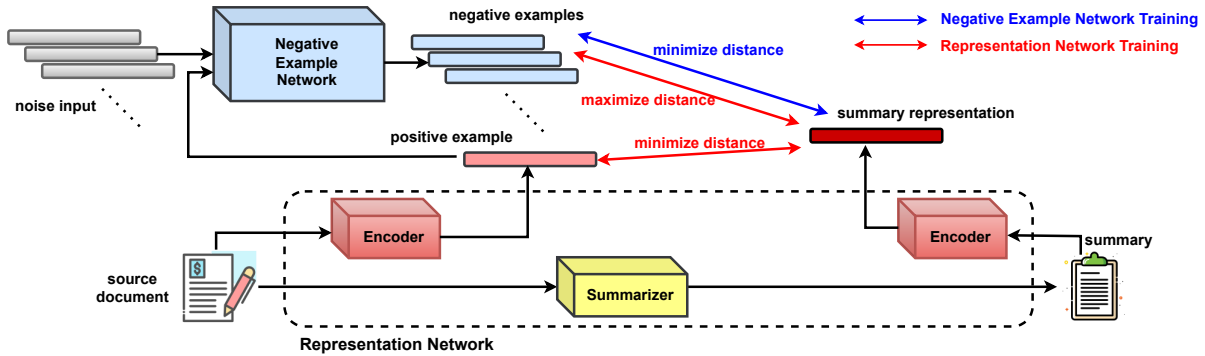 negative examples
Negative Example Network Training
Representation Network Training
Negative
Example
Network
minimize distance
noise input
maximize distance
summary representation
positive example
minimize distance
Encoder
Encoder
summary
source
document
$
Summarizer
Representation Network